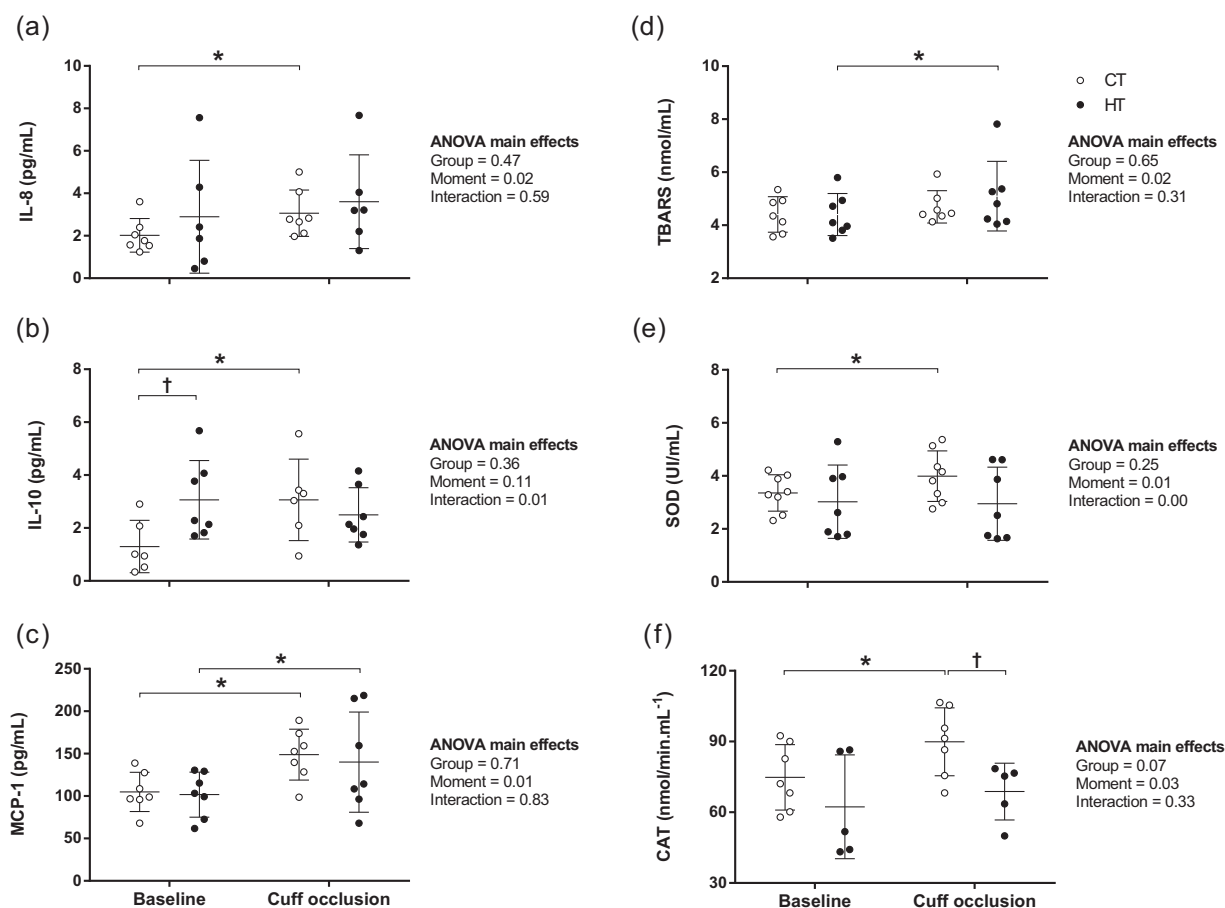 (a)
10
8
6
4
2
0
IL-8 (pg/mL)
*
ANOVA main effects
Group = 0.47
Moment = 0.02
Interaction = 0.59
(b)
8
6
4
2
0
IL-10 (pg/mL)
*
†
ANOVA main effects
Group = 0.36
Moment = 0.11
Interaction = 0.01
(c)
250
200
150
100
50
0
MCP-1 (pg/mL)
*
*
ANOVA main effects
Group = 0.71
Moment = 0.01
Interaction = 0.83
Baseline Cuff occlusion
(d)
10
8
6
4
2
TBARS (nmol/mL)
*
CT
HT
ANOVA main effects
Group = 0.65
Moment = 0.02
Interaction = 0.31
(e)
8
6
4
2
0
SOD (UI/mL)
*
ANOVA main effects
Group = 0.25
Moment = 0.01
Interaction = 0.00
(f)
120
90
60
30
CAT (nmol/min.mL⁻¹)
*
†
ANOVA main effects
Group = 0.07
Moment = 0.03
Interaction = 0.33
Baseline Cuff occlusion